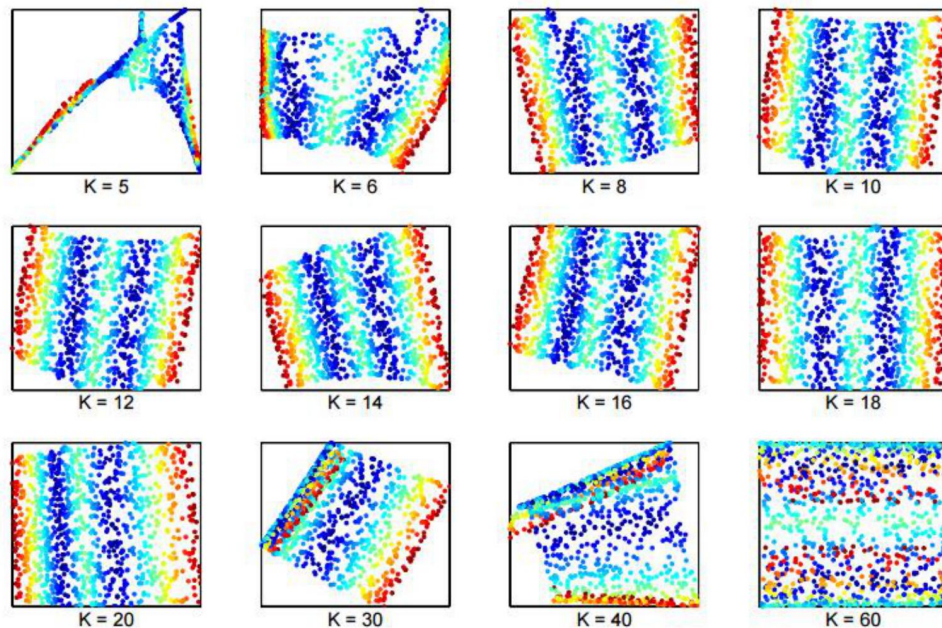 K = 5
K = 6
K = 8
K = 10
K = 12
K = 14
K = 16
K = 18
K = 20
K = 30
K = 40
K = 60